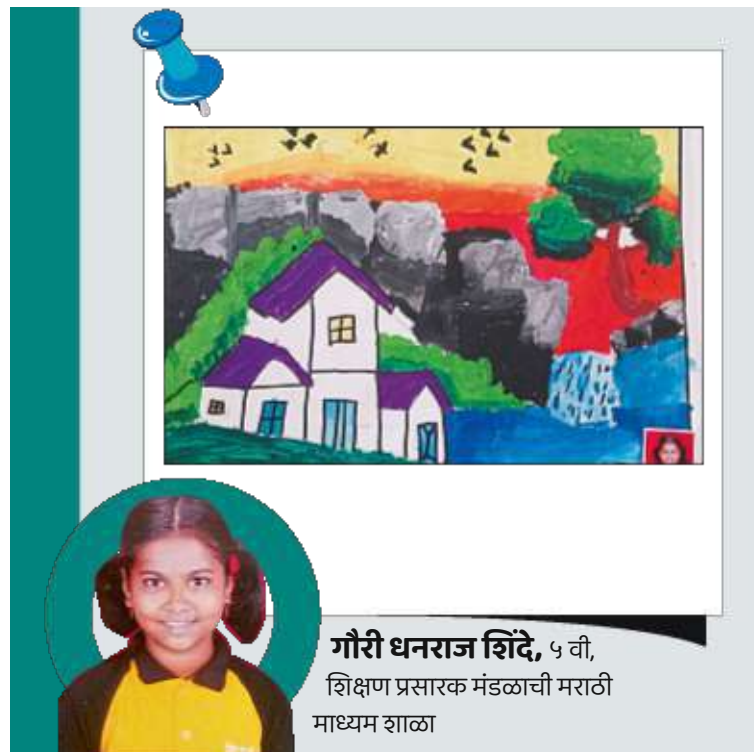 गौरी धनराज शिंदे, ५ वी,
शिक्षण प्रसारक मंडळाची मराठी
माध्यम शाळा